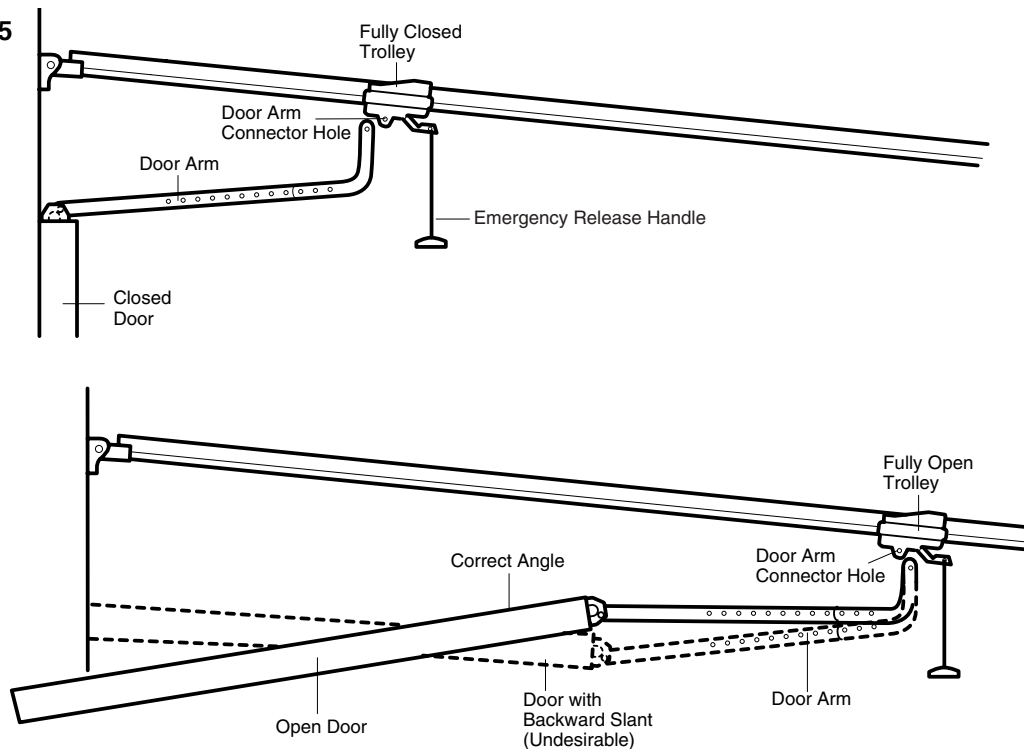 5
Fully Closed
Trolley
Door Arm
Connector Hole
Door Arm
Emergency Release Handle
Closed
Door
Fully Open
Trolley
Correct Angle
Door Arm
Connector Hole
Door Arm
Door with
Backward Slant
(Undesirable)
Open Door